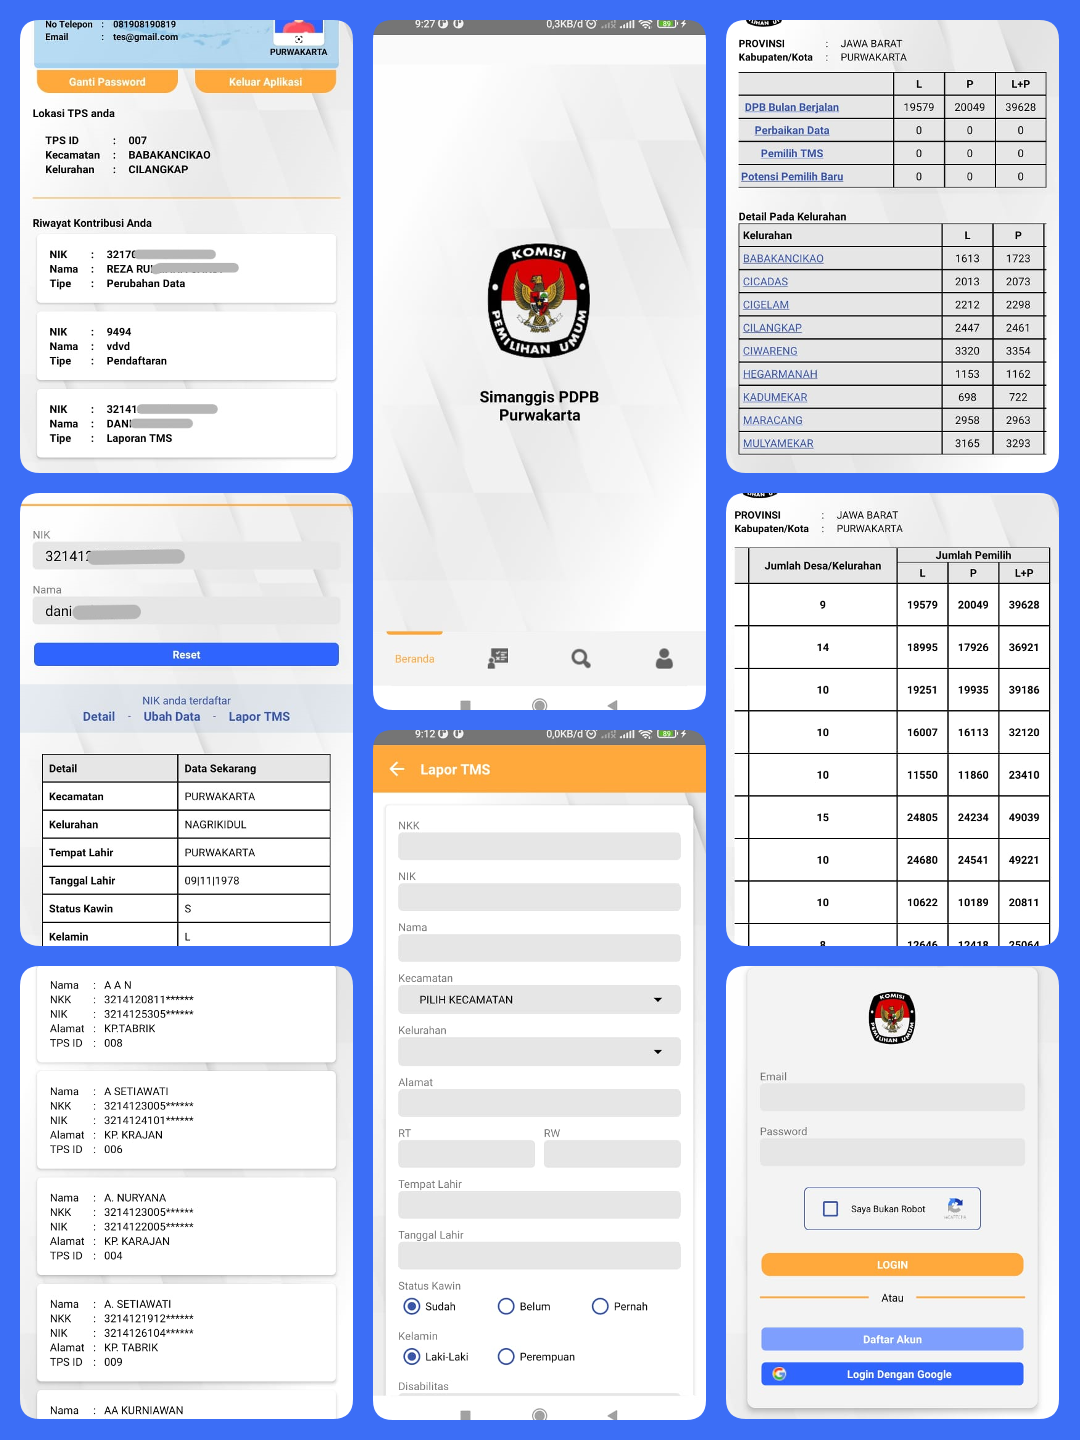 No Telepon : 081908190819
Email : tes@gmail.com
PURWAKARTA
Ganti Password
Keluar Aplikasi
Lokasi TPS anda
TPS ID : 007
Kecamatan : BABAKANCIKAO
Kelurahan : CILANGKAP
Riwayat Kontribusi Anda
NIK : 3217
Nama : REZA
Tipe : Perubahan Data
NIK : 9494
Nama : vdvd
Tipe : Pendaftaran
NIK : 32141
Nama : DANI
Tipe : Laporan TMS
NIK
321412
Nama
dani
Reset
NIK anda terdaftar
Detail - Ubah Data - Lapor TMS
Detail Data Sekarang
Kecamatan PURWAKARTA
Kelurahan NAGRIKIDUL
Tempat Lahir PURWAKARTA
Tanggal Lahir 09|11|1978
Status Kawin S
Kelamin L
Nama : A A N
NKK : 3214120811******
NIK : 3214125305******
Alamat : KP.TABRIK
TPS ID : 008
Nama : A SETIAWATI
NKK : 3214123005******
NIK : 3214124101******
Alamat : KP. KRAJAN
TPS ID : 006
Nama : A. NURYANA
NKK : 3214123005******
NIK : 3214122005******
Alamat : KP. KARAJAN
TPS ID : 004
Nama : A. SETIAWATI
NKK : 3214121912******
NIK : 3214126104******
Alamat : KP. TABRIK
TPS ID : 009
Nama : AA KURNIAWAN
9:27 0,3KB/d 89
KOMISI
PEMILIHAN UMUM
Simanggis PDPB
Purwakarta
Beranda
9:12 0,0KB/d 89
Lapor TMS
NKK
NIK
Nama
Kecamatan
PILIH KECAMATAN
Kelurahan
Alamat
RT RW
Tempat Lahir
Tanggal Lahir
Status Kawin
Sudah Belum Pernah
Kelamin
Laki-Laki Perempuan
Disabilitas
PROVINSI : JAWA BARAT
Kabupaten/Kota : PURWAKARTA
L P L+P
DPB Bulan Berjalan 19579 20049 39628
Perbaikan Data 0 0 0
Pemilih TMS 0 0 0
Potensi Pemilih Baru 0 0 0
Detail Pada Kelurahan
Kelurahan L P
BABAKANCIKAO 1613 1723
CICADAS 2013 2073
CIGELAM 2212 2298
CILANGKAP 2447 2461
CIWARENG 3320 3354
HEGARMANAH 1153 1162
KADUMEKAR 698 722
MARACANG 2958 2963
MULYAMEKAR 3165 3293
PROVINSI : JAWA BARAT
Kabupaten/Kota : PURWAKARTA
Jumlah Desa/Kelurahan Jumlah Pemilih
L P L+P
9 19579 20049 39628
14 18995 17926 36921
10 19251 19935 39186
10 16007 16113 32120
10 11550 11860 23410
15 24805 24234 49039
10 24680 24541 49221
10 10622 10189 20811
8 12646 12418 25064
KOMISI
PEMILIHAN UMUM
Email
Password
Saya Bukan Robot
LOGIN
Atau
Daftar Akun
Login Dengan Google